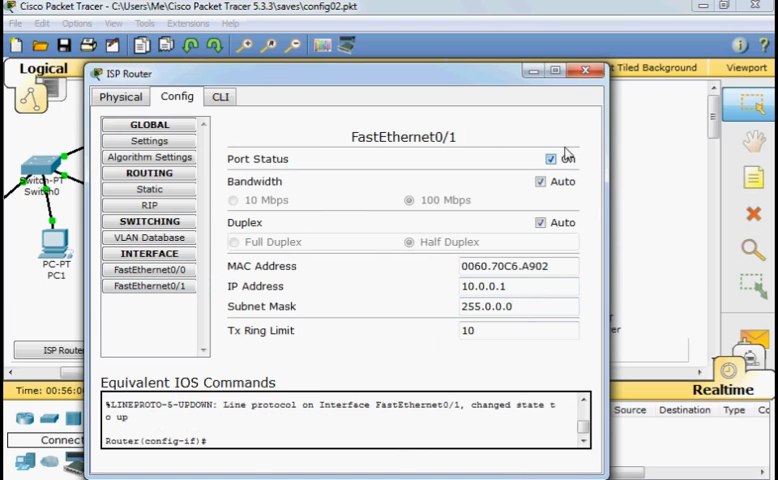 Cisco Packet Tracer - C:\Users\Me\Cisco Packet Tracer 5.3.3\saves\config02.pkt
File Edit Options View Tools Extensions Help
Logical
t Tiled Background
Viewport
ISP Router
Physical Config CLI
GLOBAL
Settings
Algorithm Settings
ROUTING
Static
RIP
SWITCHING
VLAN Database
INTERFACE
FastEthernet0/0
FastEthernet0/1
FastEthernet0/1
Port Status On
Bandwidth Auto
10 Mbps 100 Mbps
Duplex Auto
Full Duplex Half Duplex
MAC Address 0060.70C6.A902
IP Address 10.0.0.1
Subnet Mask 255.0.0.0
Tx Ring Limit 10
Equivalent IOS Commands
%LINEPROTO-5-UPDOWN: Line protocol on Interface FastEthernet0/1, changed state t
o up
Router(config-if)#
Switch-PT
Switch0
PC-PT
PC1
ISP Route
er
Time: 00:56:0
Realtime
Connec
Source Destination Type Co